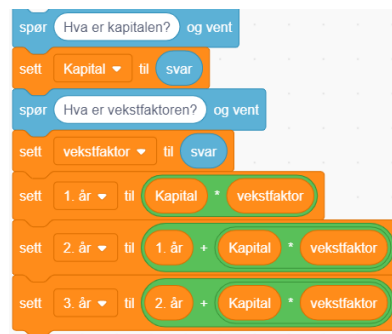 spør Hva er kapitalen? og vent
sett Kapital til svar
spør Hva er vekstfaktoren? og vent
sett vekstfaktor til svar
sett 1. år til Kapital * vekstfaktor
sett 2. år til 1. år + Kapital * vekstfaktor
sett 3. år til 2. år + Kapital * vekstfaktor